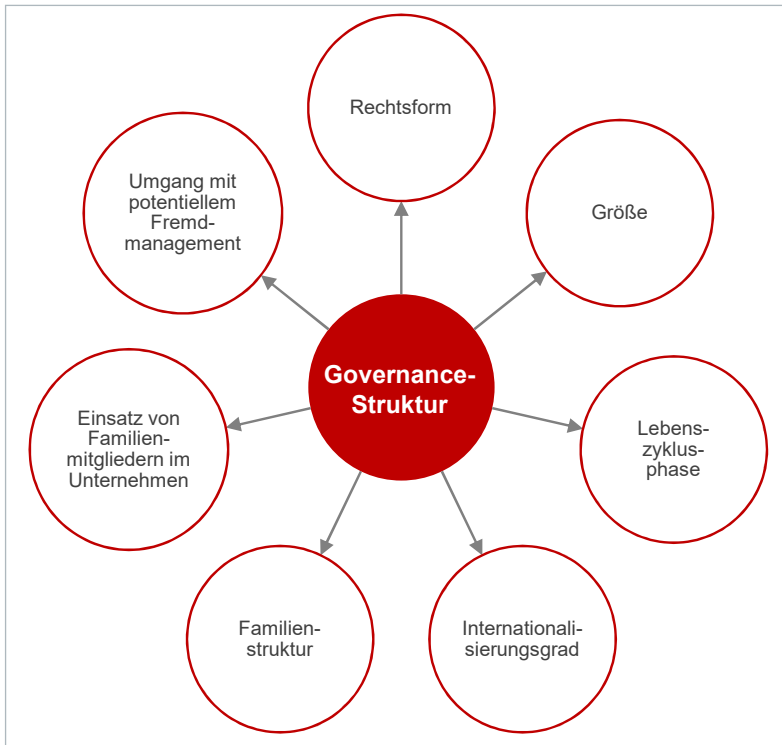 Rechtsform
Größe
Lebens-
zyklus-
phase
Internationali-
sierungsgrad
Familien-
struktur
Einsatz von
Familien-
mitgliedern im
Unternehmen
Umgang mit
potentiellem
Fremd-
management
Governance-
Struktur